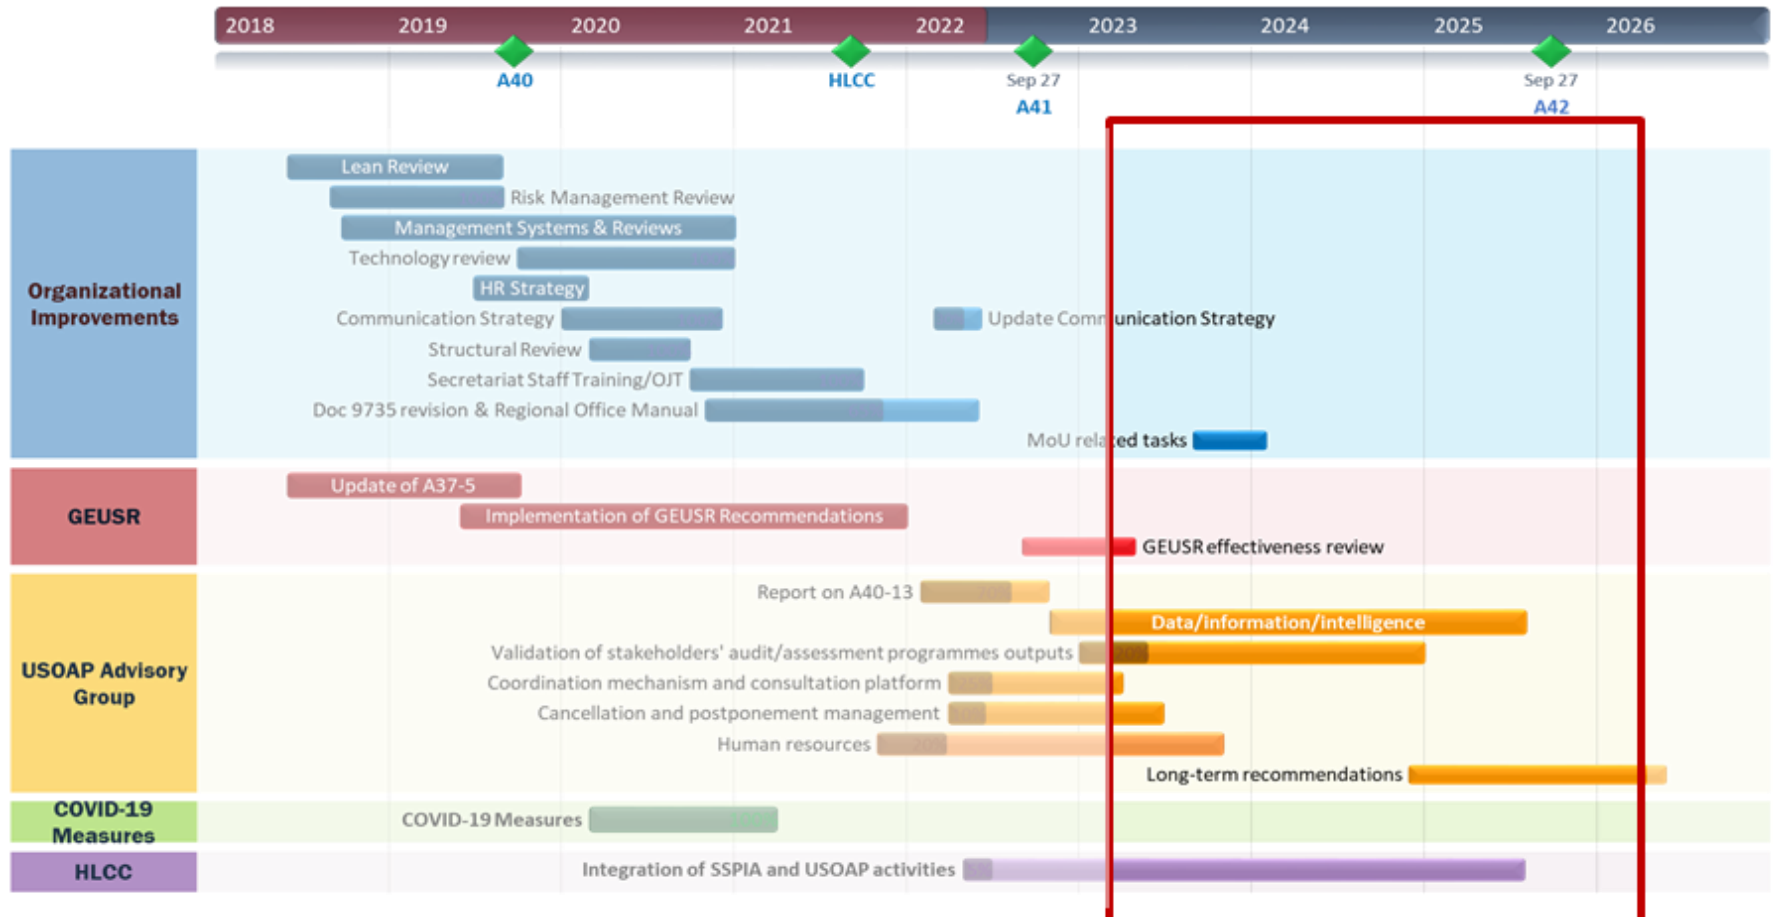 2018 2019 2020 2021 2022 2023 2024 2025 2026
A40 HLCC Sep 27 Sep 27
A41 A42
Organizational
Improvements
Lean Review
Risk Management Review
Management Systems & Reviews
Technology review
HR Strategy
Communication Strategy Update Communication Strategy
Structural Review
Secretariat Staff Training/OJT
Doc 9735 revision & Regional Office Manual
MoU related tasks
GEUSR
Update of A37-5
Implementation of GEUSR Recommendations
GEUSR effectiveness review
USOAP Advisory
Group
Report on A40-13
Data/information/intelligence
Validation of stakeholders' audit/assessment programmes outputs 20%
Coordination mechanism and consultation platform
Cancellation and postponement management
Human resources 20%
Long-term recommendations
COVID-19
Measures
COVID-19 Measures
HLCC
Integration of SSPIA and USOAP activities